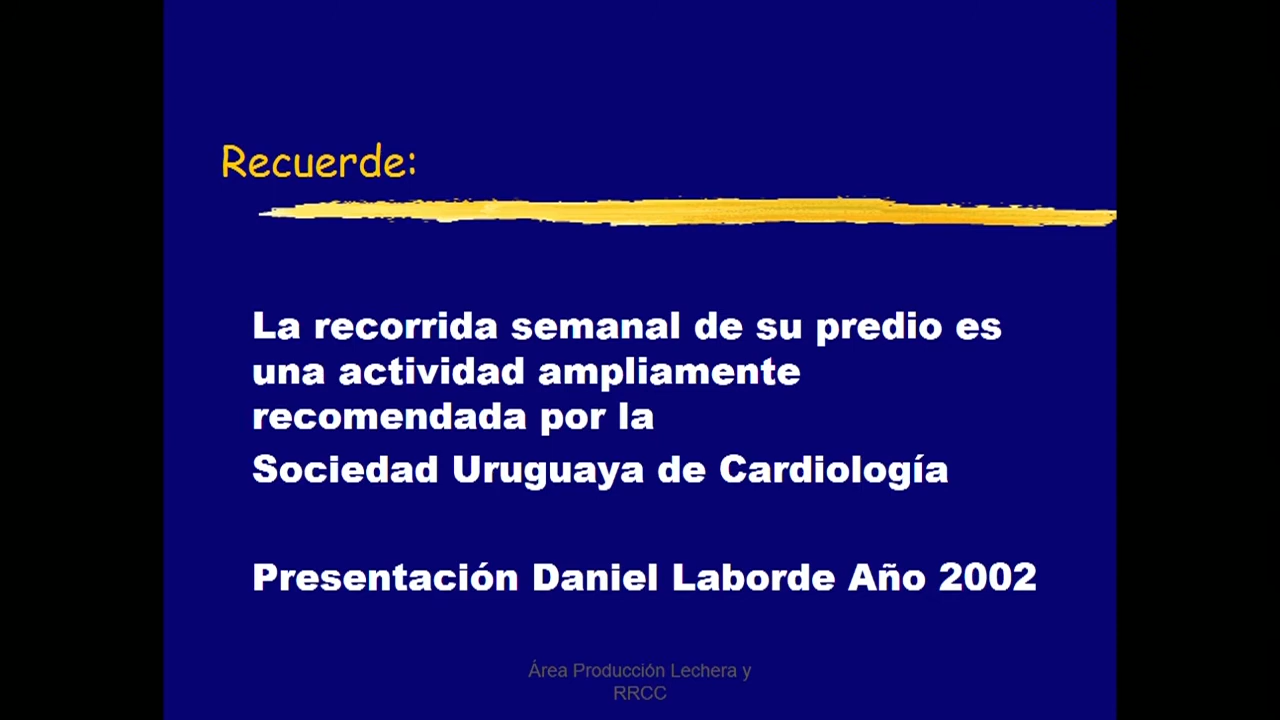 Recuerde:
La recorrida semanal de su predio es
una actividad ampliamente
recomendada por la
Sociedad Uruguaya de Cardiología
Presentación Daniel Laborde Año 2002
Área Producción Lechera y
RRCC